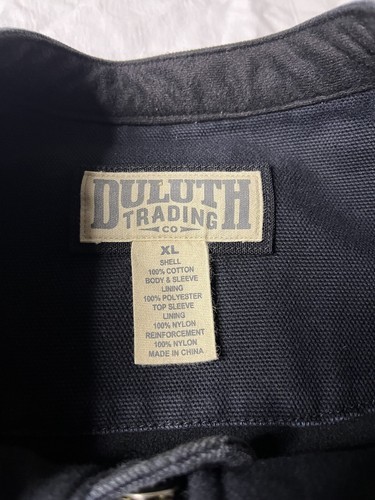 DULUTH
TRADING
CO
XL
SHELL
100% COTTON
BODY & SLEEVE
LINING
100% POLYESTER
TOP SLEEVE
LINING
100% NYLON
REINFORCEMENT
100% NYLON
MADE IN CHINA